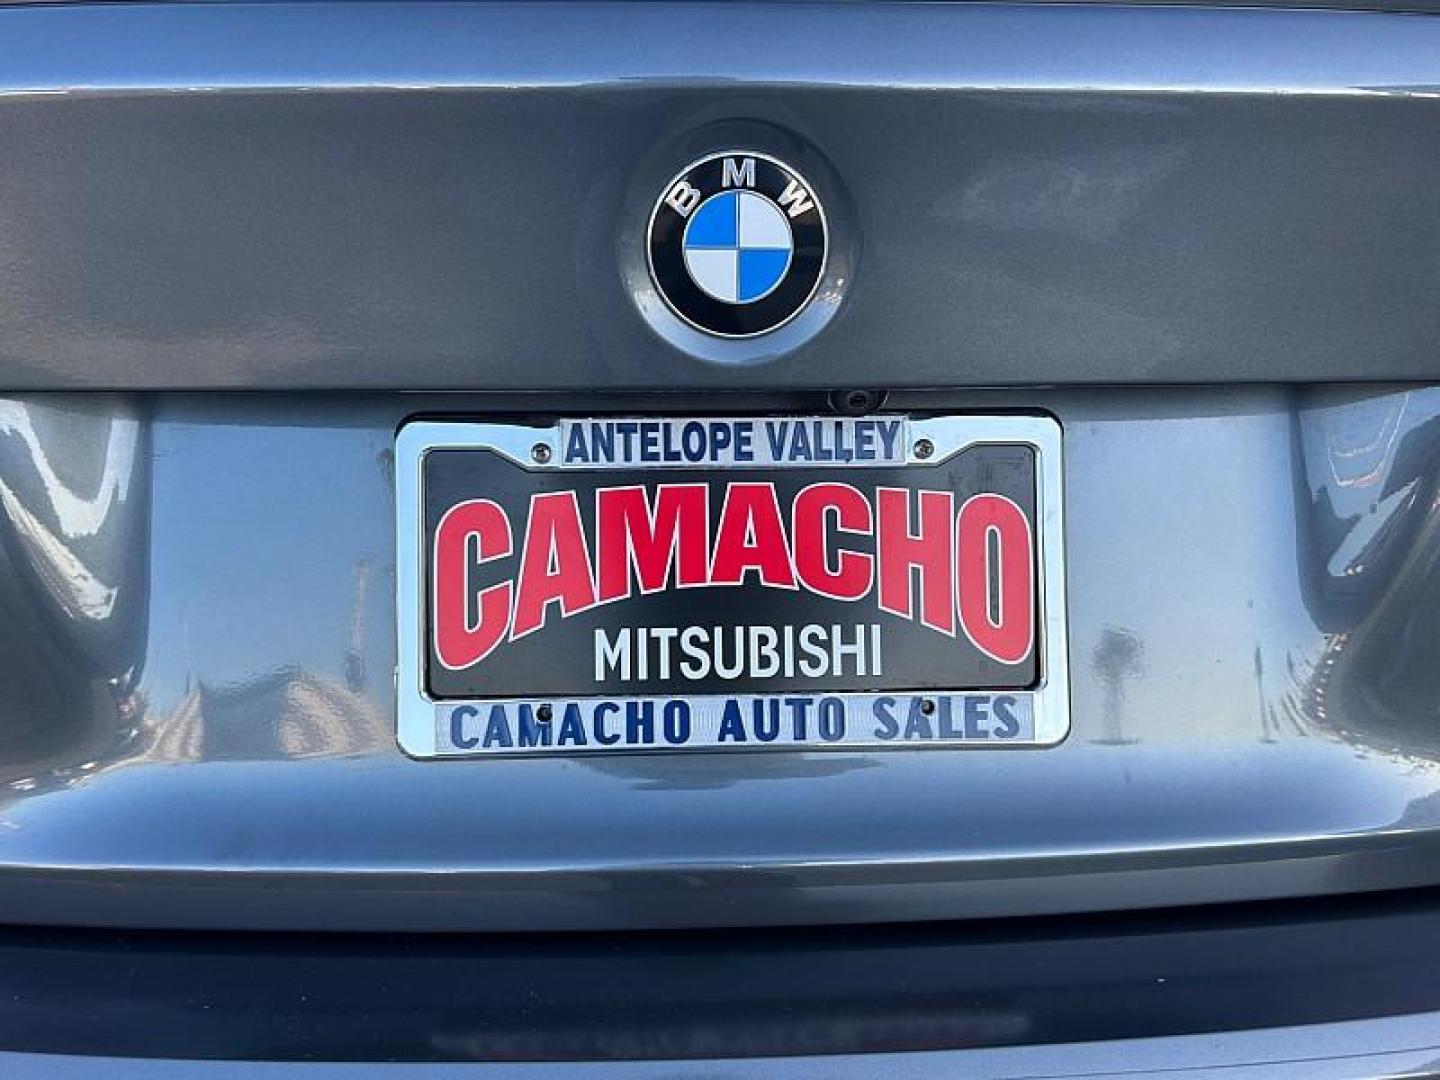 BMW
ANTELOPE VALLEY
CAMACHO
MITSUBISHI
CAMACHO AUTO SALES